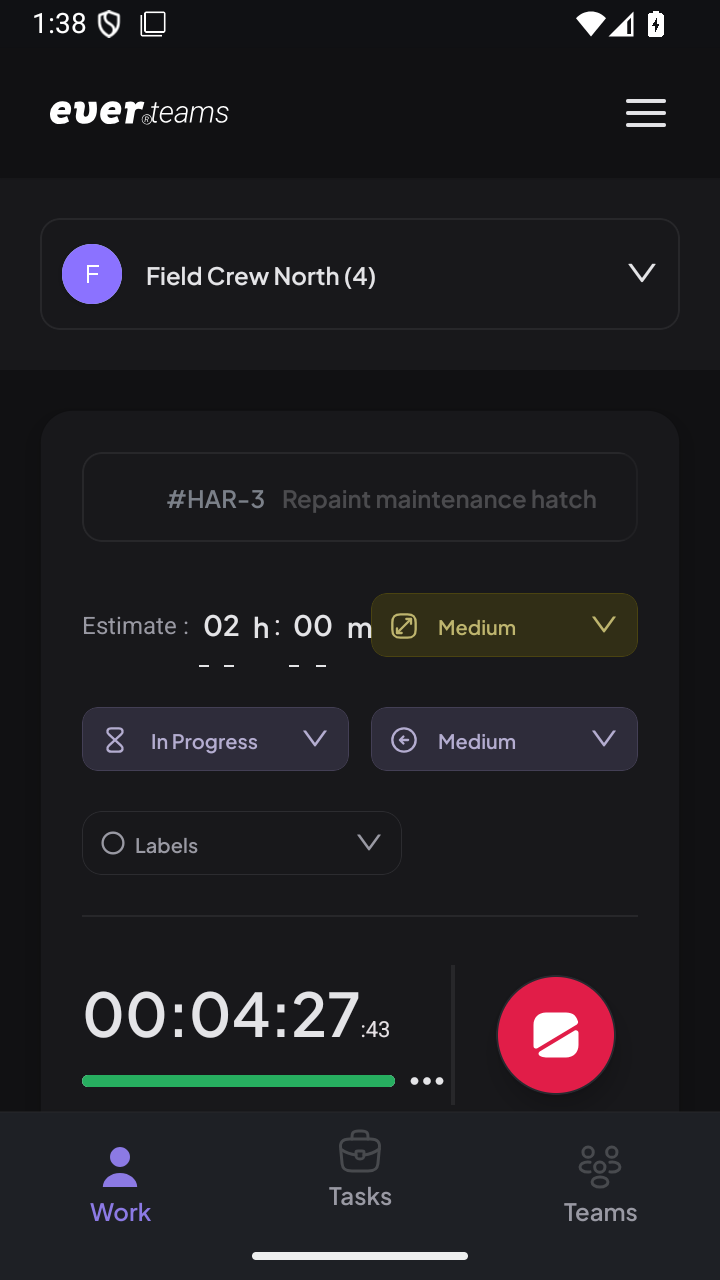 1:38
ever®teams
F Field Crew North (4)
#HAR-3 Repaint maintenance hatch
Estimate : 02 h : 00 m
Medium
In Progress
Medium
Labels
00:04:27:43
Work
Tasks
Teams